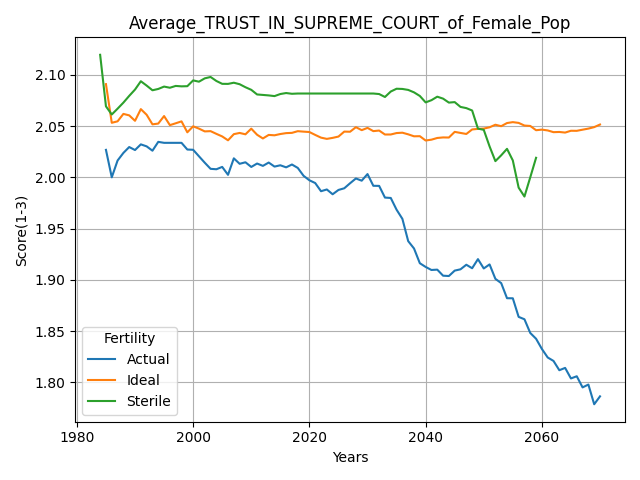 Average_TRUST_IN_SUPREME_COURT_of_Female_Pop
2.10
2.05
2.00
1.95
1.90
1.85
1.80
Score(1-3)
Fertility
Actual
Ideal
Sterile
1980 2000 2020 2040 2060
Years